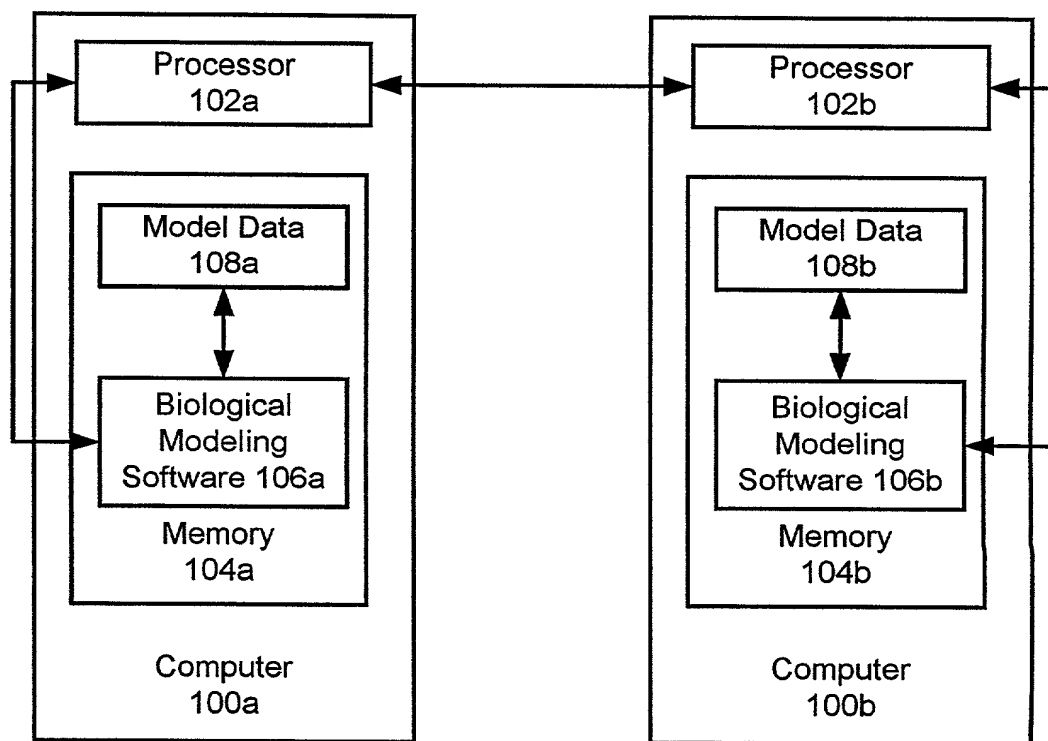 Processor
102a
Model Data
108a
Biological
Modeling
Software 106a
Memory
104a
Computer
100a
Processor
102b
Model Data
108b
Biological
Modeling
Software 106b
Memory
104b
Computer
100b